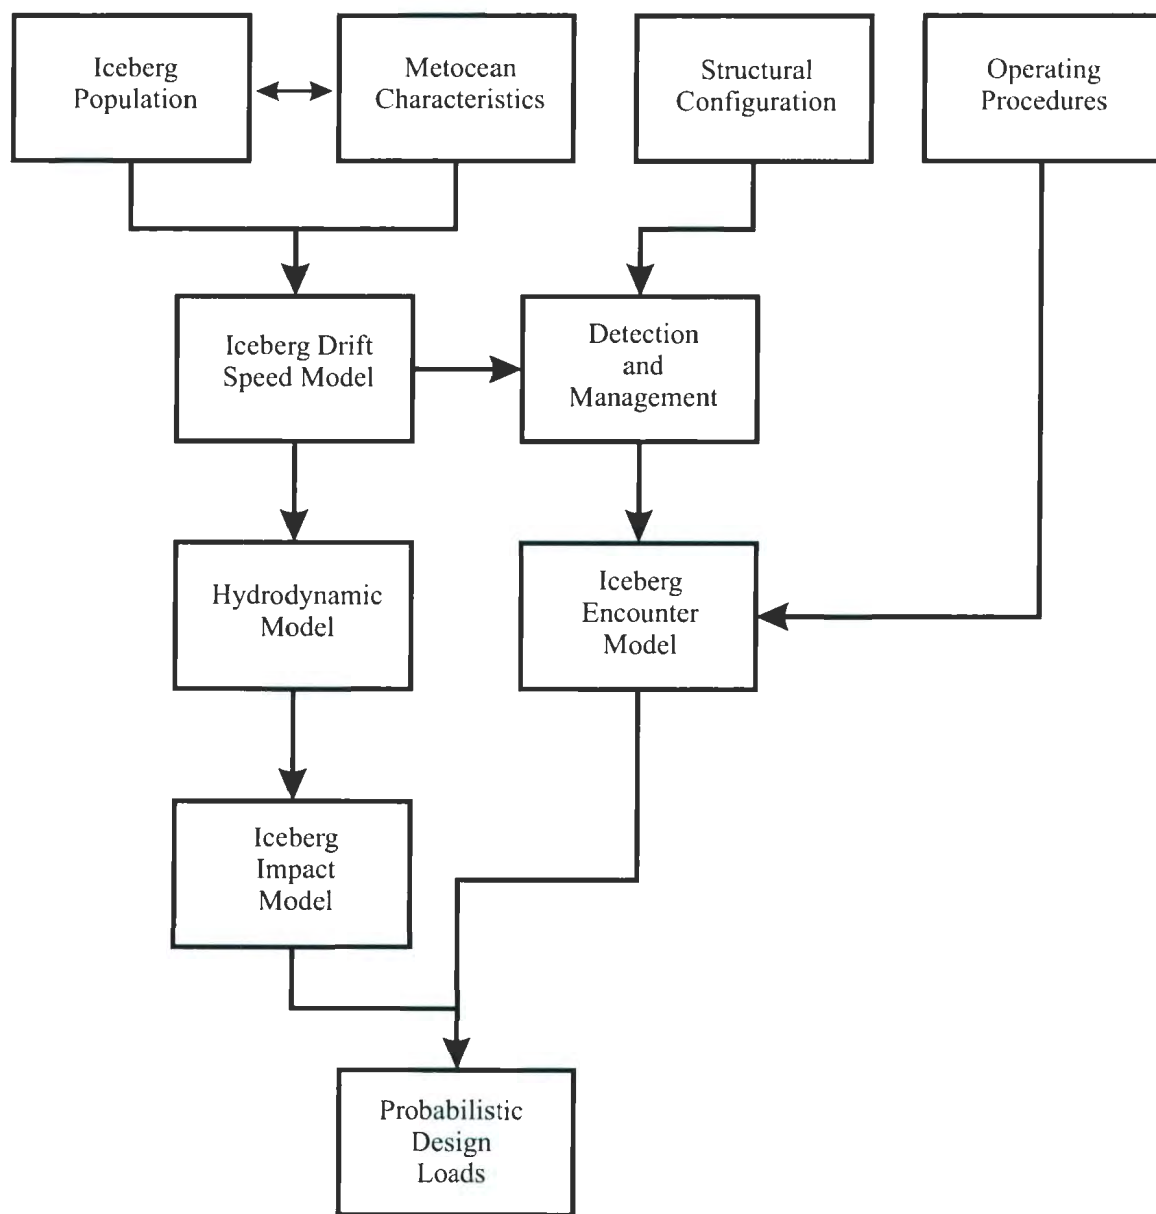 Iceberg
Population
Metocean
Characteristics
Structural
Configuration
Operating
Procedures
Iceberg Drift
Speed Model
Detection
and
Management
Hydrodynamic
Model
Iceberg
Encounter
Model
Iceberg
Impact
Model
Probabilistic
Design
Loads